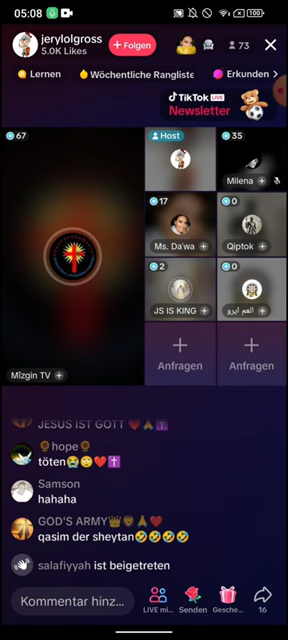 05:08
jerylolgross
5.0K Likes
+ Folgen
73
Lernen
Wöchentliche Rangliste
Erkunden
TikTok LIVE
Newsletter
67
Host
35
Milena
17
0
Ms. Da'wa
Qiptok
2
0
JS IS KING
العم ايرو
Mîzgin TV
Anfragen
Anfragen
JESUS IST GOTT ❤️🙏✝️
🌻hope🌻
töten😭🙄❤️✝️
Samson
hahaha
GOD'S ARMY👑🦁🙏❤️
qasim der sheytan🤣🤣🤣🤣
salafiyyah ist beigetreten
Kommentar hinz...
LIVE mi...
Senden
Gesche...
16